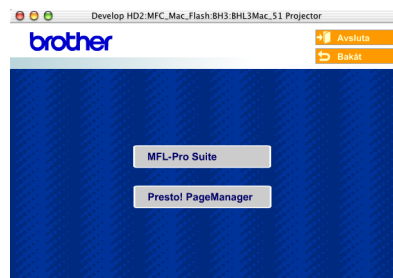 Develop HD2:MFC_Mac_Flash:BH3:BHL3Mac_51 Projector
brother
Avsluta
Bakåt
MFL-Pro Suite
Presto! PageManager